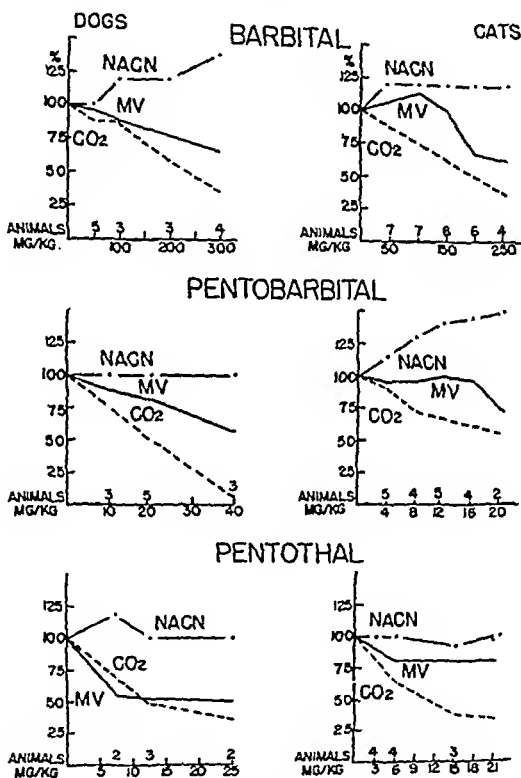 DOGS BARBITAL CATS
% %
125 NACN 125 NACN
100 MV 100 MV
75 CO2 75 CO2
50 50
25 25
ANIMALS 5 3 3 4 ANIMALS 7 7 6 6 4
MG/KG. 100 200 300 MG/KG 50 150 250
PENTOBARBITAL
125 NACN 125 NACN
100 MV 100 MV
75 CO2 75 CO2
50 50
25 25
ANIMALS 3 5 3 ANIMALS 5 4 5 4 2
MG/KG 10 20 30 40 MG/KG 4 8 12 16 20
PENTOTHAL
125 NACN 125 NACN
100 CO2 100 MV
75 MV 75 CO2
50 50
25 25
ANIMALS 2 3 2 ANIMALS 4 4 3
MG/KG 5 10 15 20 25 MG/KG 3 6 9 12 15 18 21